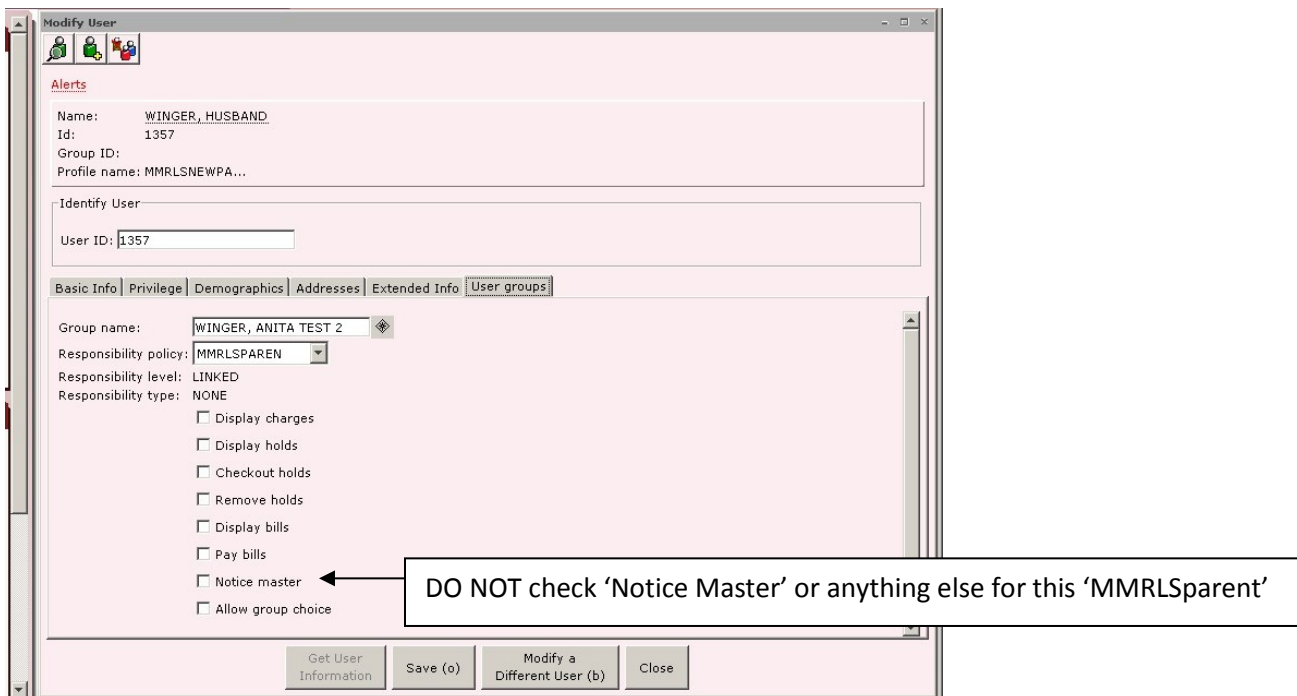 Modify User
Alerts
Name: WINGER, HUSBAND
Id: 1357
Group ID:
Profile name: MMRLSNEWPA...
Identify User
User ID: 1357
Basic Info Privilege Demographics Addresses Extended Info User groups
Group name: WINGER, ANITA TEST 2
Responsibility policy: MMRLSPAREN
Responsibility level: LINKED
Responsibility type: NONE
Display charges
Display holds
Checkout holds
Remove holds
Display bills
Pay bills
Notice master
DO NOT check ‘Notice Master’ or anything else for this ‘MMRLSparent’
Allow group choice
Get User Information Save (o) Modify a Different User (b) Close